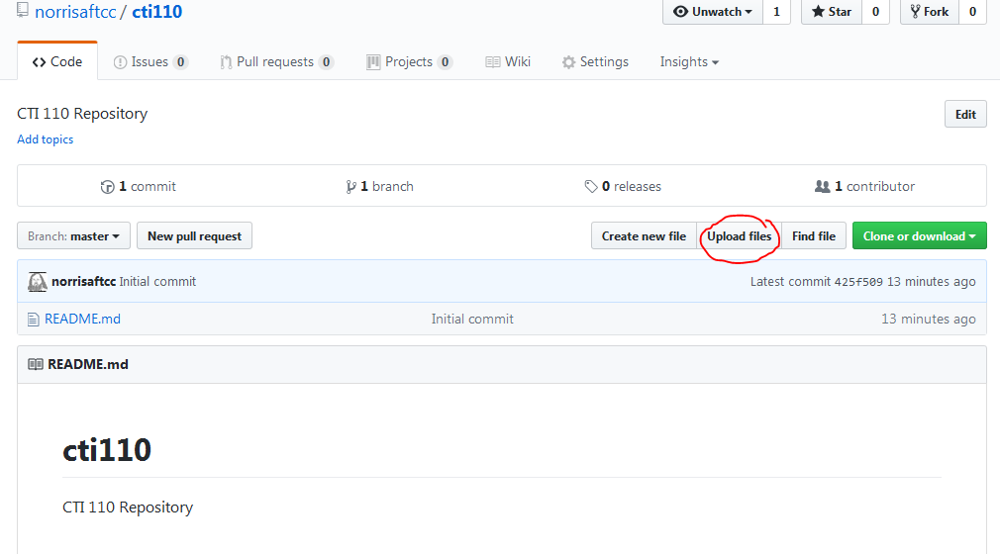 norrisaftcc / cti110 Unwatch 1 Star 0 Fork 0
Code Issues 0 Pull requests 0 Projects 0 Wiki Settings Insights
CTI 110 Repository Edit
Add topics
1 commit 1 branch 0 releases 1 contributor
Branch: master New pull request Create new file Upload files Find file Clone or download
norrisaftcc Initial commit Latest commit 425f509 13 minutes ago
README.md Initial commit 13 minutes ago
README.md
cti110
CTI 110 Repository